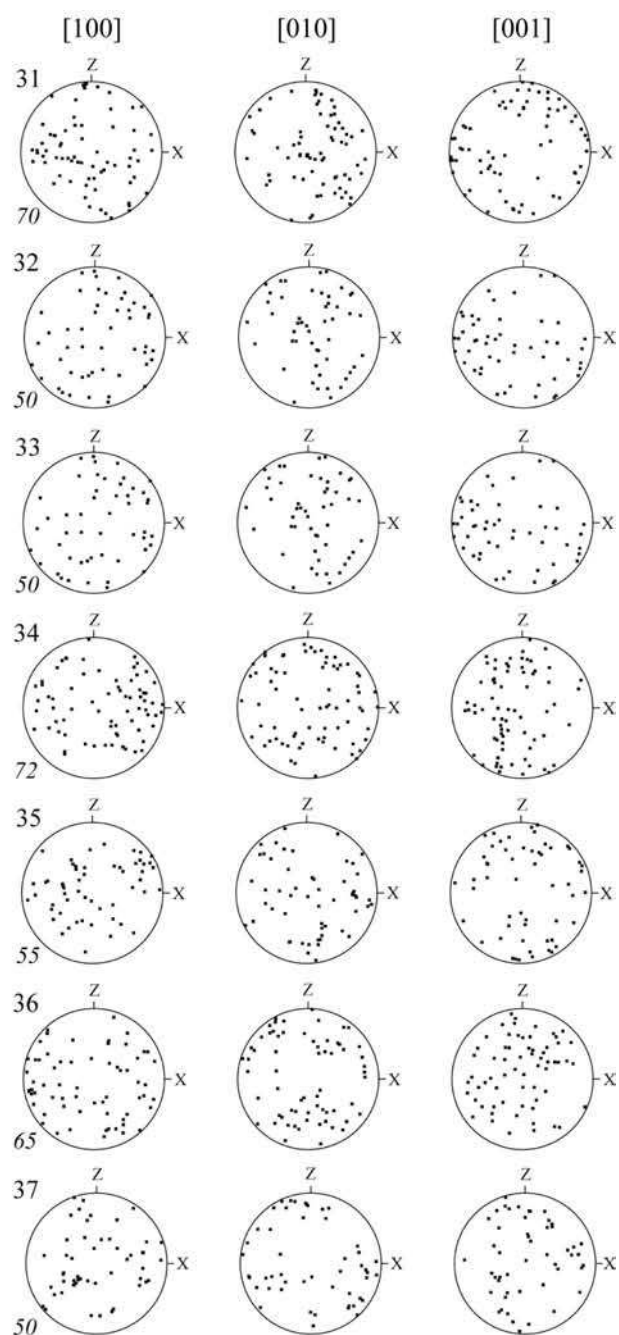 [100] [010] [001]
31 Z Z Z
X X X
70
32 Z Z Z
X X X
50
33 Z Z Z
X X X
50
34 Z Z Z
X X X
72
35 Z Z Z
X X X
55
36 Z Z Z
X X X
65
37 Z Z Z
X X X
50